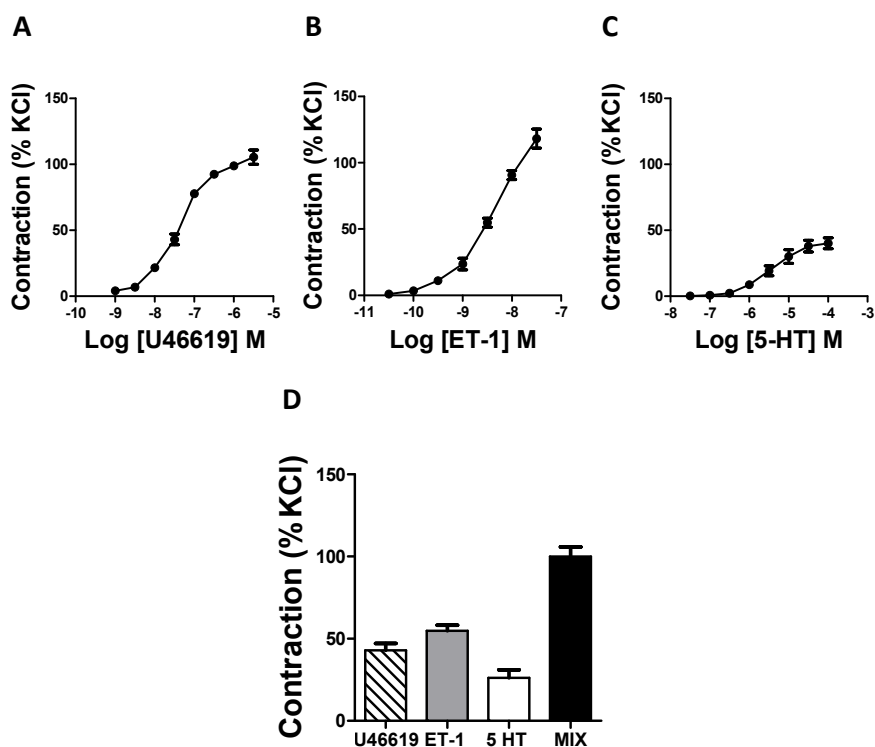 A
B
C
Contraction (% KCl)
150
100
50
0
-10 -9 -8 -7 -6 -5
Log [U46619] M
Contraction (% KCl)
150
100
50
0
-11 -10 -9 -8 -7
Log [ET-1] M
Contraction (% KCl)
150
100
50
0
-8 -7 -6 -5 -4 -3
Log [5-HT] M
D
Contraction (% KCl)
150
100
50
0
U46619 ET-1 5 HT MIX